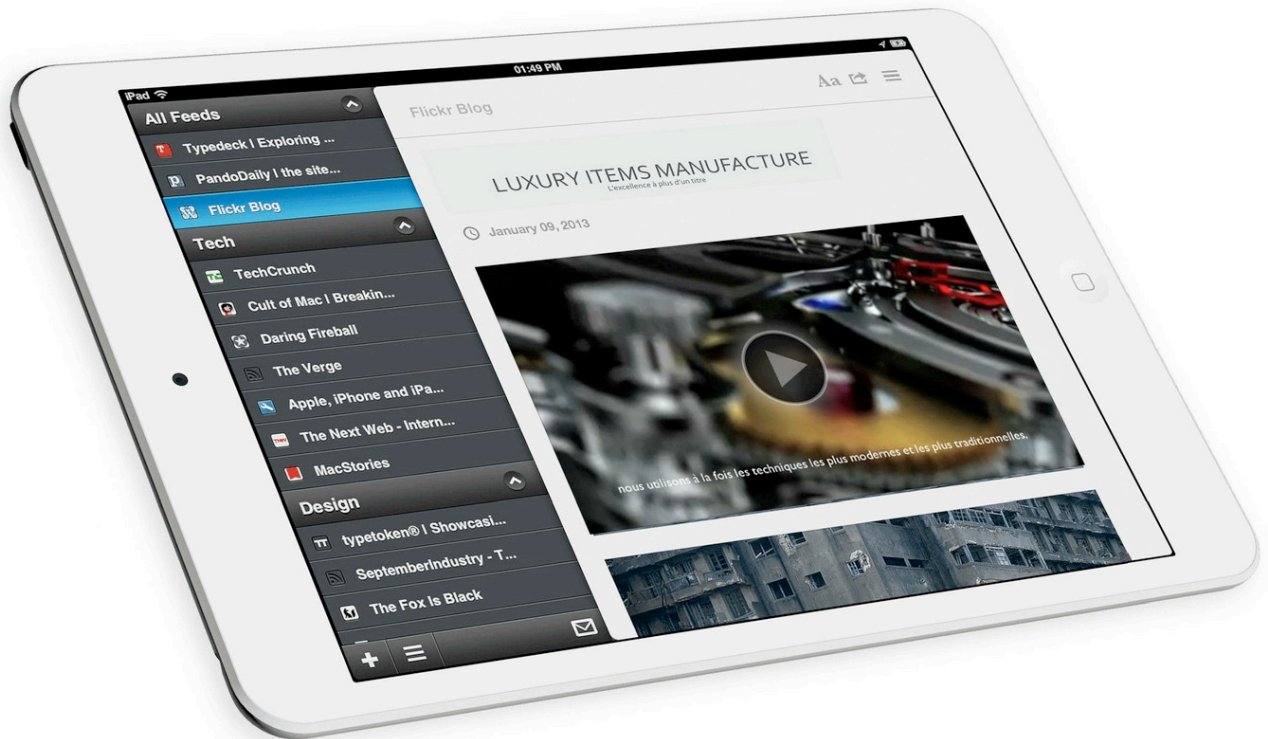 iPad
01:49 PM
All Feeds
Typedeck | Exploring ...
PandoDaily | the site...
Flickr Blog
Tech
TechCrunch
Cult of Mac | Breakin...
Daring Fireball
The Verge
Apple, iPhone and iPa...
The Next Web - Intern...
MacStories
Design
typetoken® | Showcasi...
SeptemberIndustry - T...
The Fox Is Black
Flickr Blog
Aa
LUXURY ITEMS MANUFACTURE
L'excellence à plus d'un titre
January 09, 2013
nous utilisons à la fois les techniques les plus modernes et les plus traditionnelles,